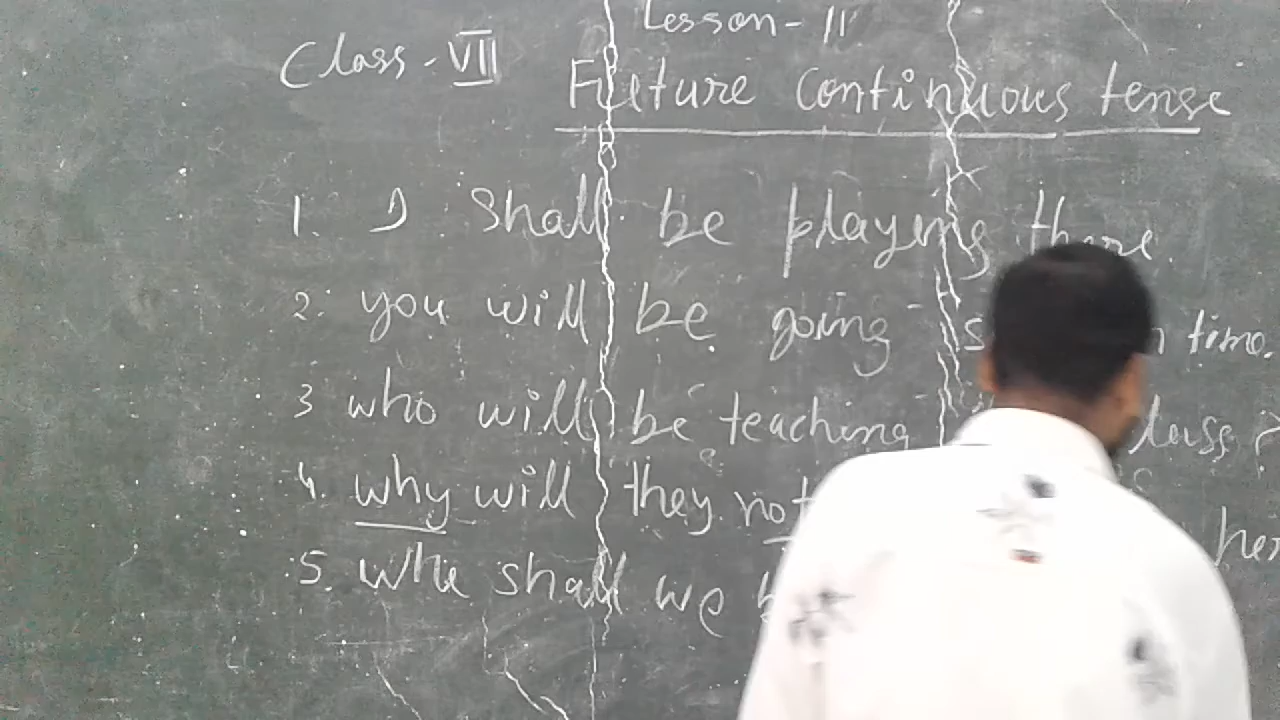 Lesson - 11
Class - VII
Future continuous tense
1. I shall be playing there.
2. you will be going time.
3 who will be teaching class ?
4. why will they not
5. shall we